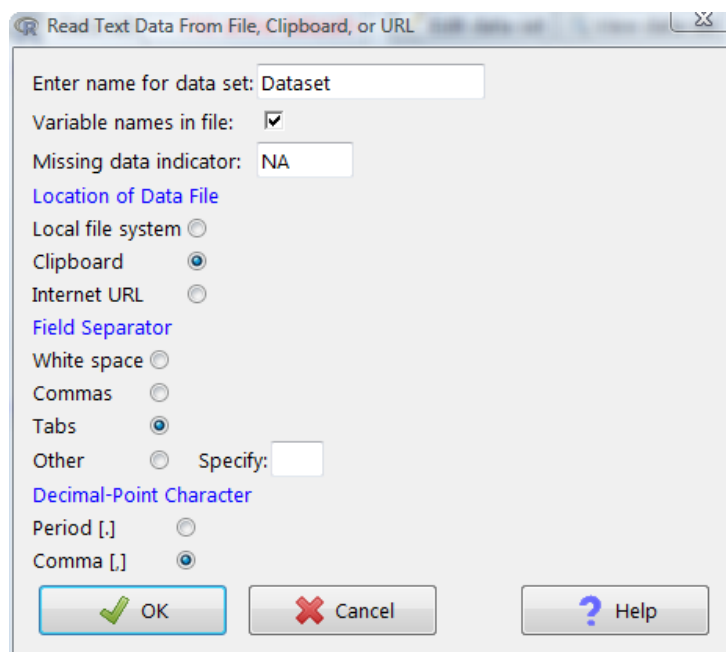 Read Text Data From File, Clipboard, or URL
Enter name for data set: Dataset
Variable names in file:
Missing data indicator: NA
Location of Data File
Local file system
Clipboard
Internet URL
Field Separator
White space
Commas
Tabs
Other Specify:
Decimal-Point Character
Period [.]
Comma [,]
OK Cancel Help